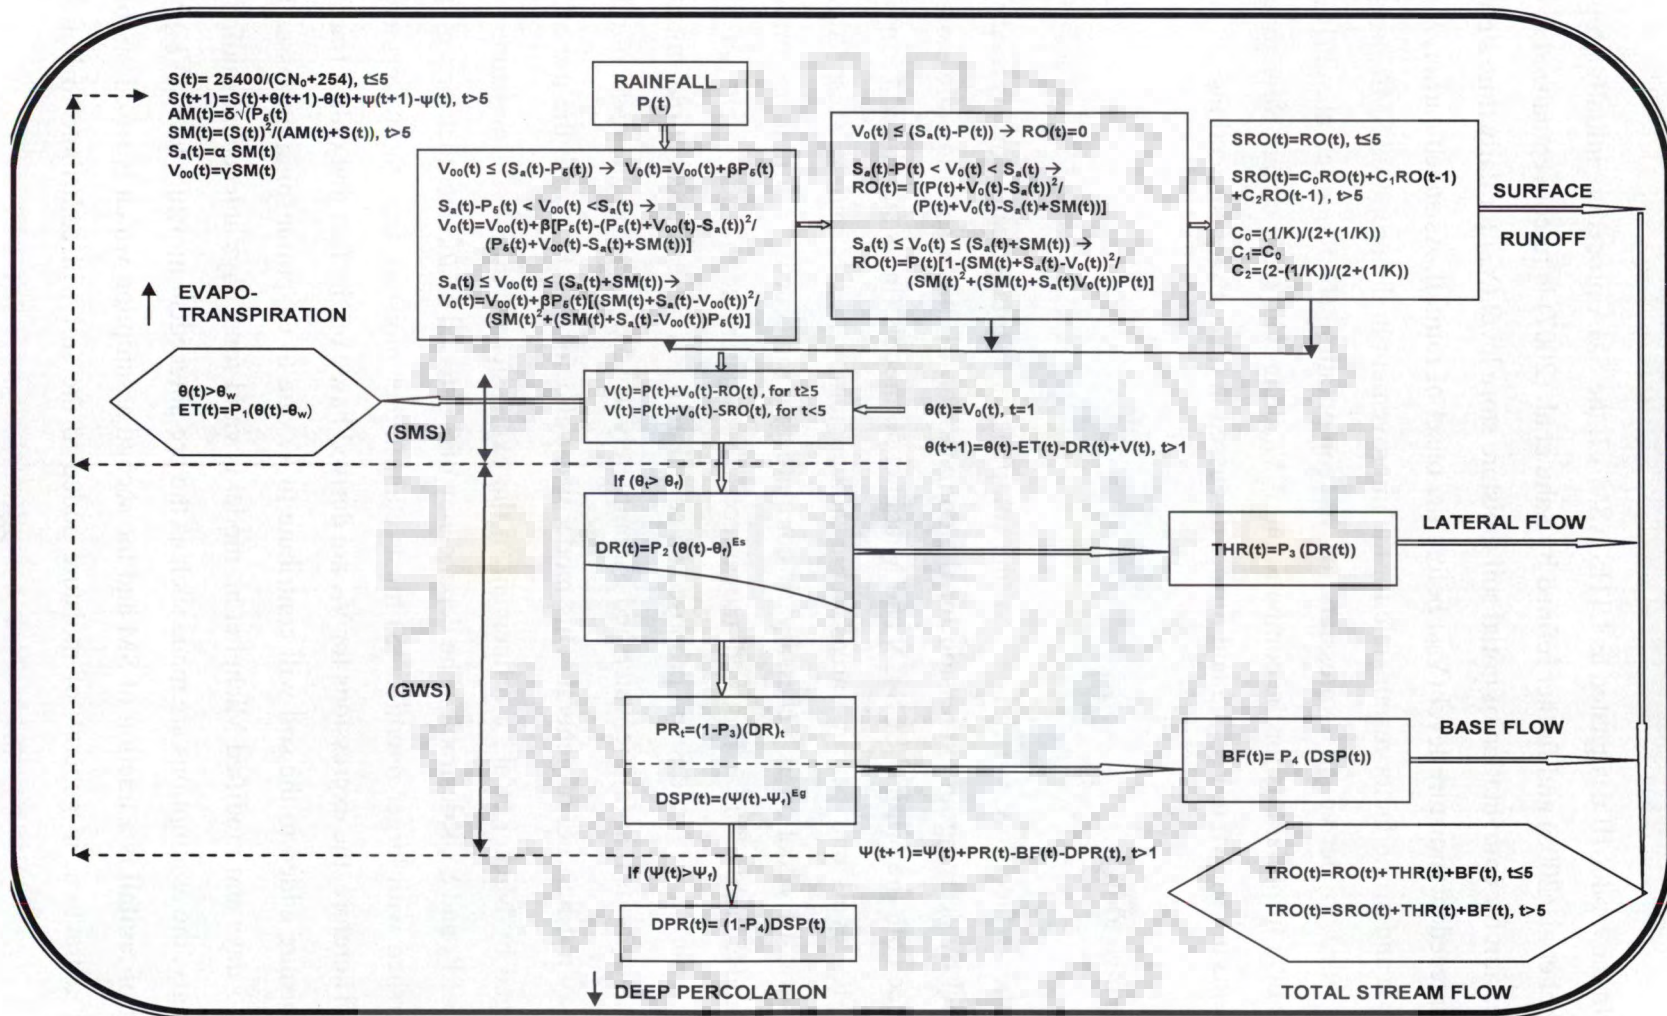 S(t)= 25400/(CN₀+254), t≤5
S(t+1)=S(t)+θ(t+1)-θ(t)+ψ(t+1)-ψ(t), t>5
AM(t)=δ√(P₅(t)
SM(t)=(S(t))²/(AM(t)+S(t)), t>5
Sₐ(t)=α SM(t)
V₀₀(t)=γSM(t)
RAINFALL
P(t)
V₀₀(t) ≤ (Sₐ(t)-P₅(t)) → V₀(t)=V₀₀(t)+βP₅(t)
Sₐ(t)-P₅(t) < V₀₀(t) <Sₐ(t) →
V₀(t)=V₀₀(t)+β[P₅(t)-(P₅(t)+V₀₀(t)-Sₐ(t))²/
(P₅(t)+V₀₀(t)-Sₐ(t)+SM(t))]
Sₐ(t) ≤ V₀₀(t) ≤ (Sₐ(t)+SM(t))→
V₀(t)=V₀₀(t)+βP₅(t)[(SM(t)+Sₐ(t)-V₀₀(t))²/
(SM(t)²+(SM(t)+Sₐ(t)-V₀₀(t))P₅(t)]
V₀(t) ≤ (Sₐ(t)-P(t)) → RO(t)=0
Sₐ(t)-P(t) < V₀(t) < Sₐ(t) →
RO(t)= [(P(t)+V₀(t)-Sₐ(t))²/
(P(t)+V₀(t)-Sₐ(t)+SM(t))]
Sₐ(t) ≤ V₀(t) ≤ (Sₐ(t)+SM(t)) →
RO(t)=P(t)[1-(SM(t)+Sₐ(t)-V₀(t))²/
(SM(t)²+(SM(t)+Sₐ(t)V₀(t))P(t)]
SRO(t)=RO(t), t≤5
SRO(t)=C₀RO(t)+C₁RO(t-1)
+C₂RO(t-1), t>5
C₀=(1/K)/(2+(1/K))
C₁=C₀
C₂=(2-(1/K))/(2+(1/K))
SURFACE
RUNOFF
EVAPO-
TRANSPIRATION
θ(t)>θ_w
ET(t)=P₁(θ(t)-θ_w)
(SMS)
V(t)=P(t)+V₀(t)-RO(t), for t≥5
V(t)=P(t)+V₀(t)-SRO(t), for t<5
θ(t)=V₀(t), t=1
θ(t+1)=θ(t)-ET(t)-DR(t)+V(t), t>1
If (θ_t> θ_f)
DR(t)=P₂ (θ(t)-θ_f)^Es
THR(t)=P₃ (DR(t))
LATERAL FLOW
(GWS)
PR_t=(1-P₃)(DR)_t
DSP(t)=(Ψ(t)-Ψ_f)^Eg
BF(t)= P₄ (DSP(t))
BASE FLOW
Ψ(t+1)=Ψ(t)+PR(t)-BF(t)-DPR(t), t>1
If (Ψ(t)>Ψ_f)
DPR(t)= (1-P₄)DSP(t)
TRO(t)=RO(t)+THR(t)+BF(t), t≤5
TRO(t)=SRO(t)+THR(t)+BF(t), t>5
DEEP PERCOLATION
TOTAL STREAM FLOW